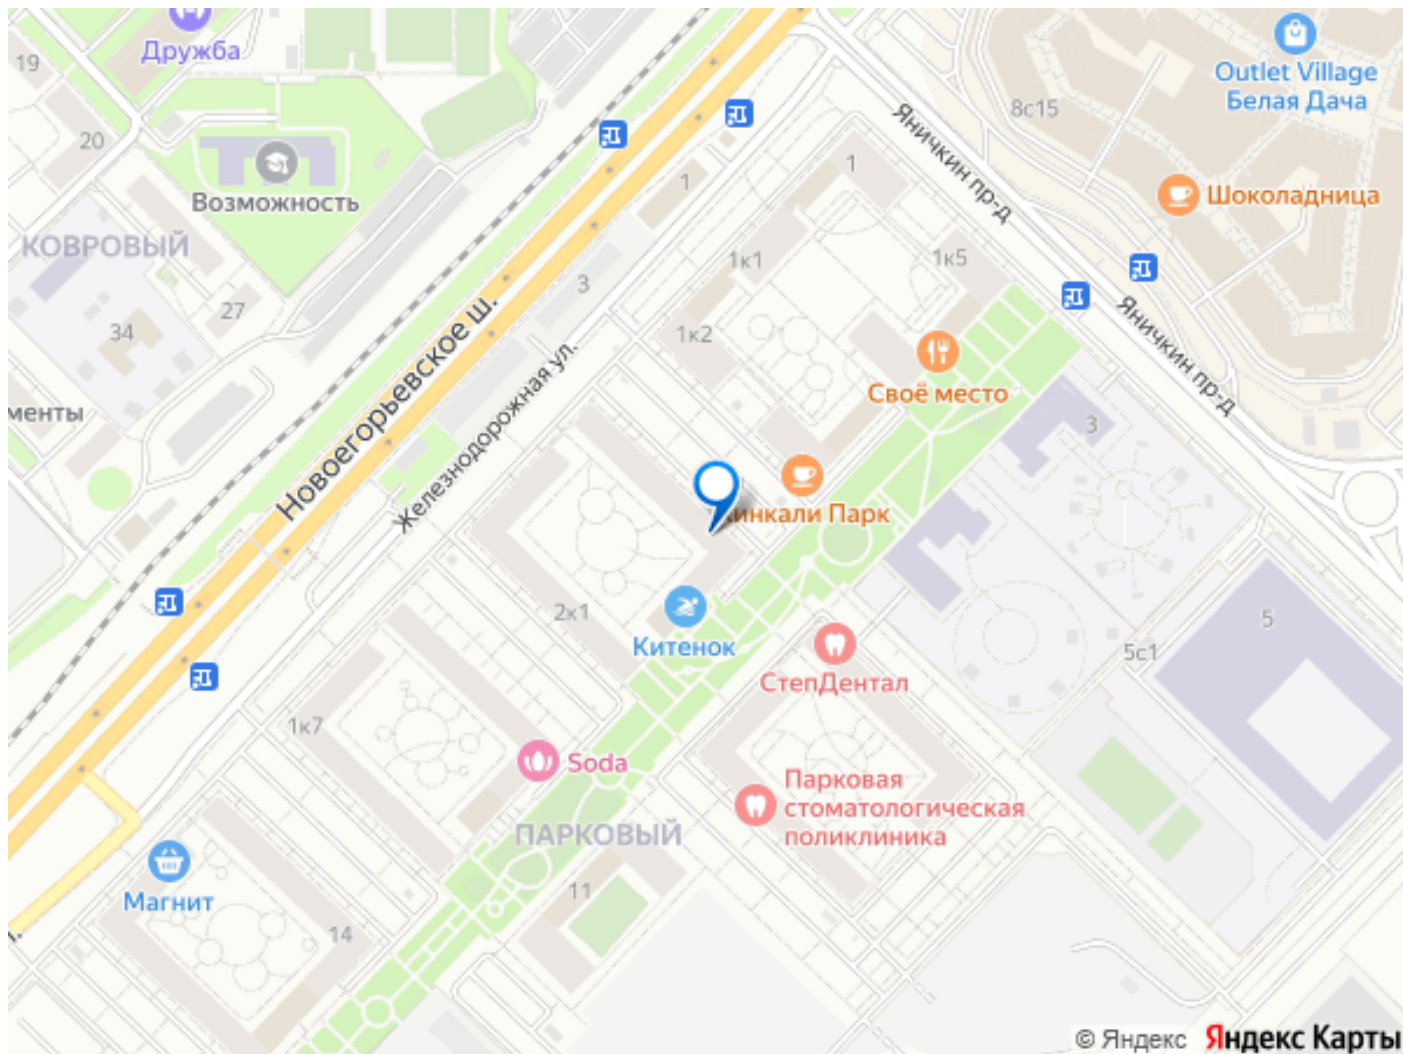 Дружба
19
20
Возможность
КОВРОВЫЙ
27
34
менты
Новоегорьевское ш.
Железнодорожная ул.
3
1
1
1к1
1к2
1к5
Яничкин пр-д
8с15
Outlet Village
Белая Дача
Шоколадница
Яничкин пр-д
Своё место
3
инкали Парк
2к1
Китенок
СтепДентал
5с1
5
1к7
Soda
Парковая
стоматологическая
поликлиника
ПАРКОВЫЙ
11
Магнит
14
© Яндекс Яндекс Карты